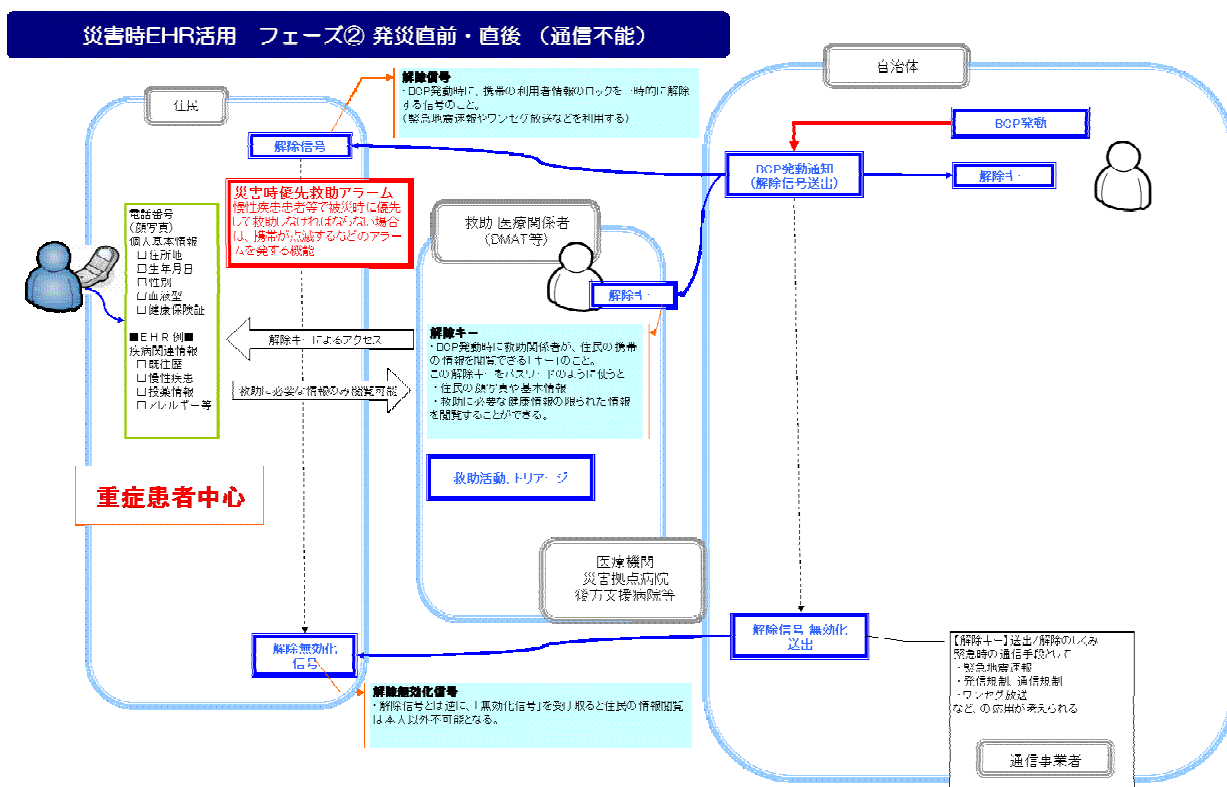 災害時EHR活用　フェーズ② 発災直前・直後 （通信不能）
自治体
住民
解除信号
・BCP発動時に、携帯の利用者情報のロックを一時的に解除
する信号のこと。
（緊急地震速報やワンセグ放送などを利用する）
BCP発動
解除信号
BCP発動通知
（解除信号送出）
解除キー
災害時優先救助アラーム
慢性疾患患者等で被災時に優先
して救助しなければならない場合
は、携帯が点滅するなどのアラー
ムを発する機能
電話番号
（顔写真）
個人基本情報
□住所地
□生年月日
□性別
□血液型
□健康保険証
■EHR例■
疾病関連情報
□既往歴
□慢性疾患
□投薬情報
□アレルギー等
救助 医療関係者
（DMAT等）
解除キー
解除キーによるアクセス
救助に必要な情報のみ閲覧可能
解除キー
・BCP発動時に救助関係者が、住民の携帯
の情報を閲覧できる「キー」のこと。
この解除キーをパスワードのように使うと
・住民の顔写真や基本情報
・救助に必要な健康情報の限られた情報
を閲覧することができる。
重症患者中心
救助活動、トリアージ
医療機関
災害拠点病院
後方支援病院等
解除信号 無効化
送出
解除無効化
信号
【解除キー】送出/解除のしくみ
緊急時の通信手段として
・緊急地震速報
・発信規制、通信規制
・ワンセグ放送
など、の応用が考えられる
解除無効化信号
・解除信号とは逆に、「無効化信号」を受け取ると住民の情報閲覧
は本人以外不可能となる。
通信事業者